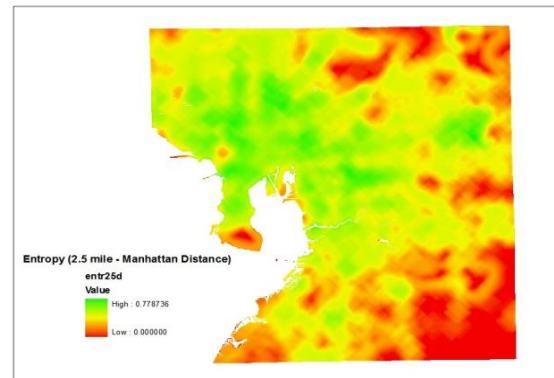 Entropy (2.5 mile - Manhattan Distance)
entr25d
Value
High : 0.778736
Low : 0.000000